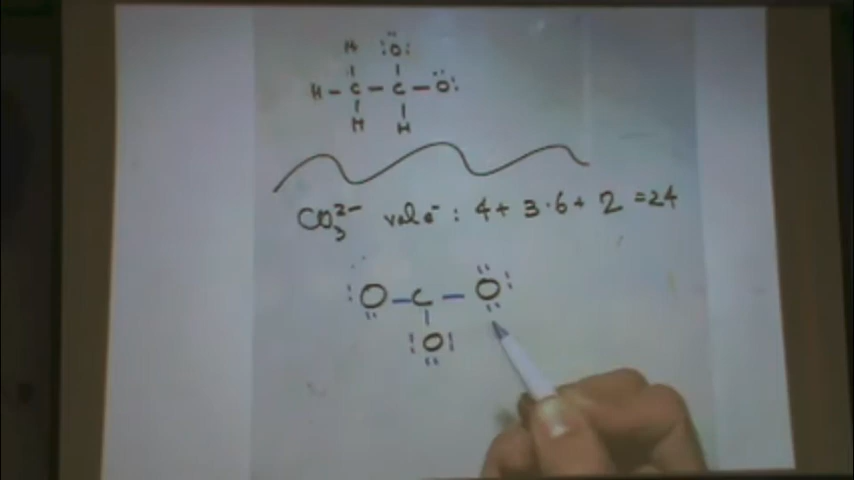 H :Ö:
H – C – C – Ö:
H H
CO₃²⁻ val e⁻ : 4 + 3·6 + 2 = 24
:O – C – O:
:O: